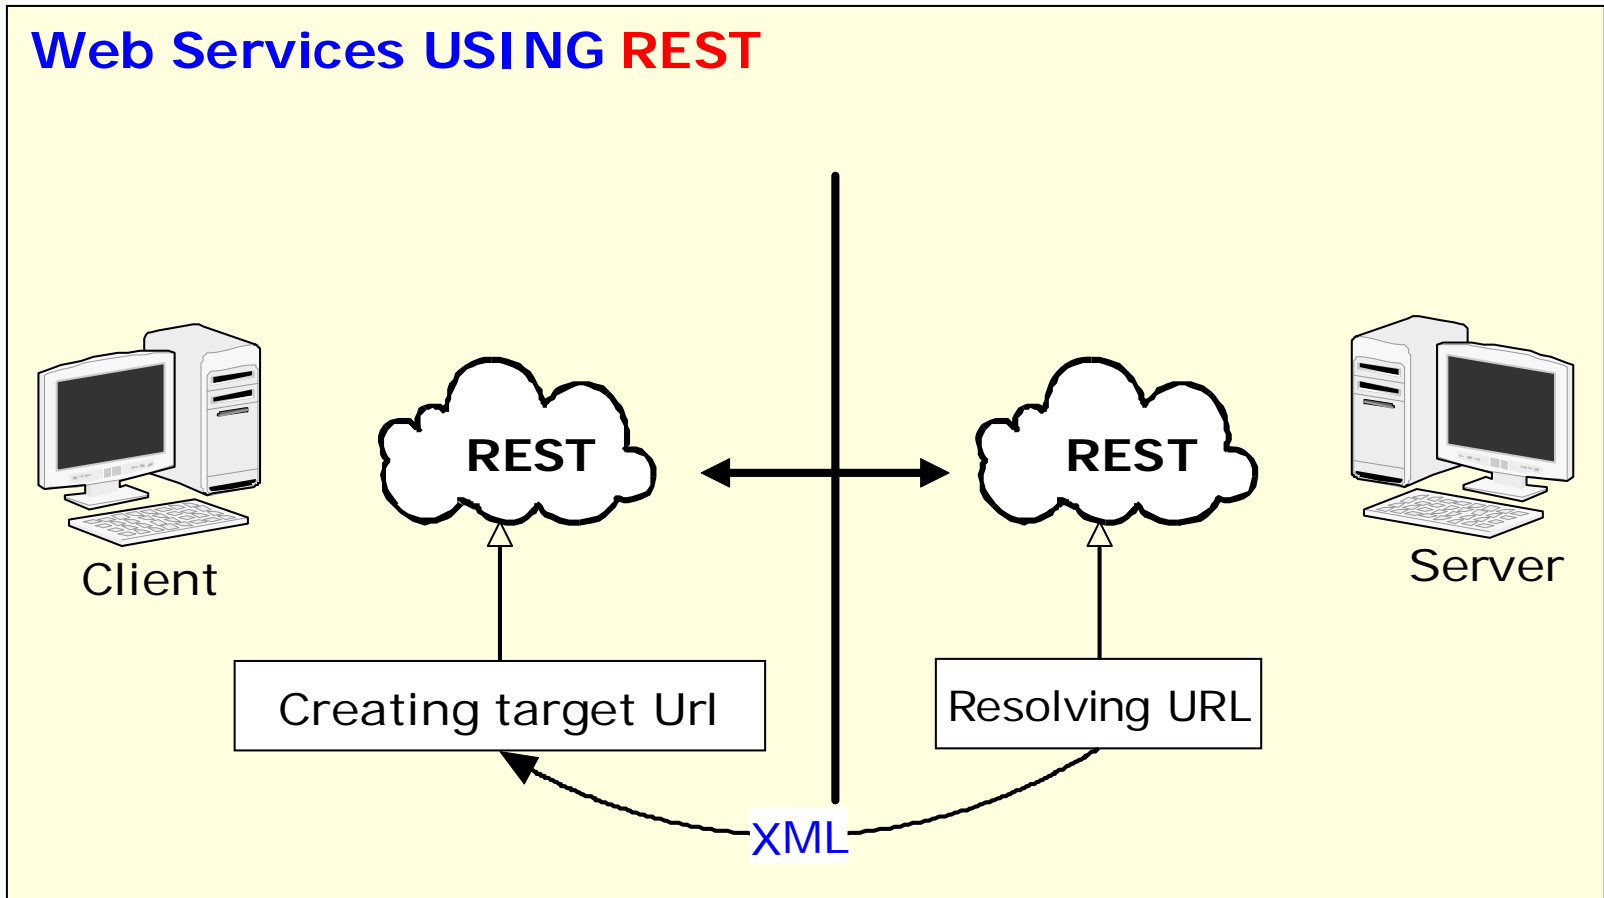 Web Services USING REST
REST
REST
Client
Server
Creating target Url
Resolving URL
XML